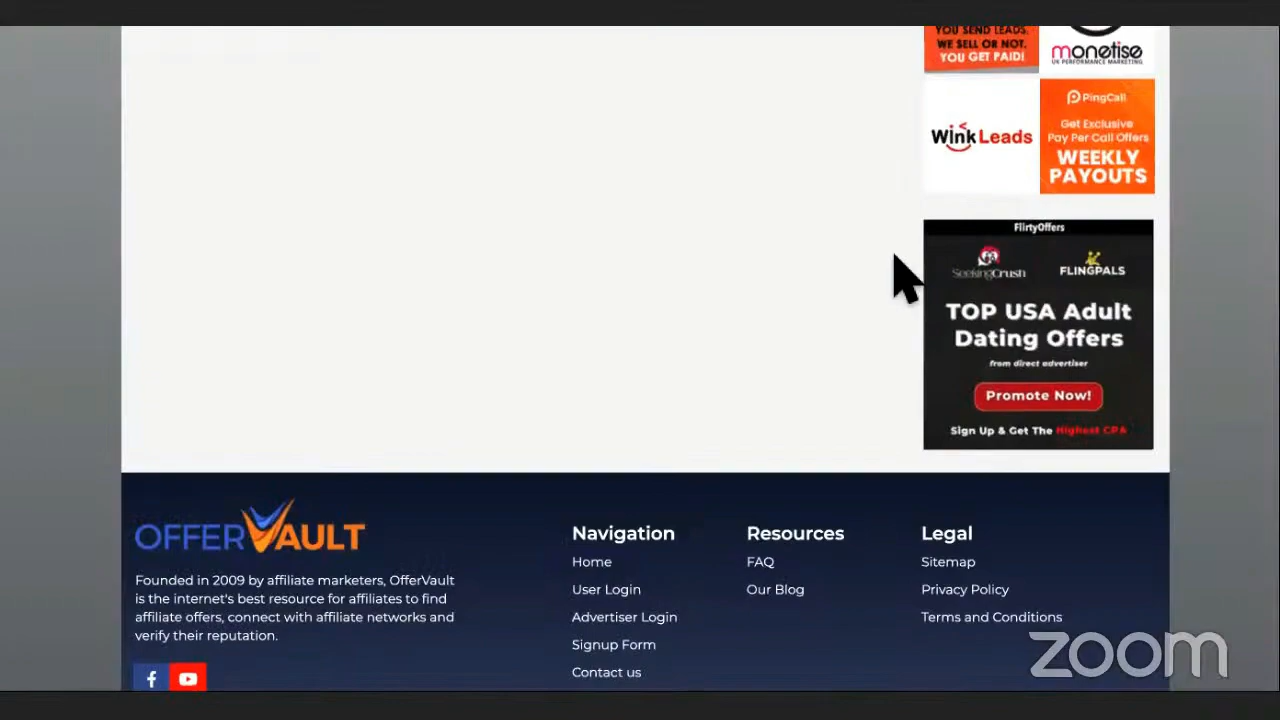 YOU SEND LEADS.
WE SELL OR NOT.
YOU GET PAID!
monetise
UK PERFORMANCE MARKETING
WinkLeads
PingCall
Get Exclusive
Pay Per Call Offers
WEEKLY
PAYOUTS
FlirtyOffers
SeekingCrush
FLINGPALS
TOP USA Adult
Dating Offers
from direct advertiser
Promote Now!
Sign Up & Get The Highest CPA
OFFERVAULT
Founded in 2009 by affiliate marketers, OfferVault
is the internet's best resource for affiliates to find
affiliate offers, connect with affiliate networks and
verify their reputation.
Navigation
Home
User Login
Advertiser Login
Signup Form
Contact us
Resources
FAQ
Our Blog
Legal
Sitemap
Privacy Policy
Terms and Conditions
zoom